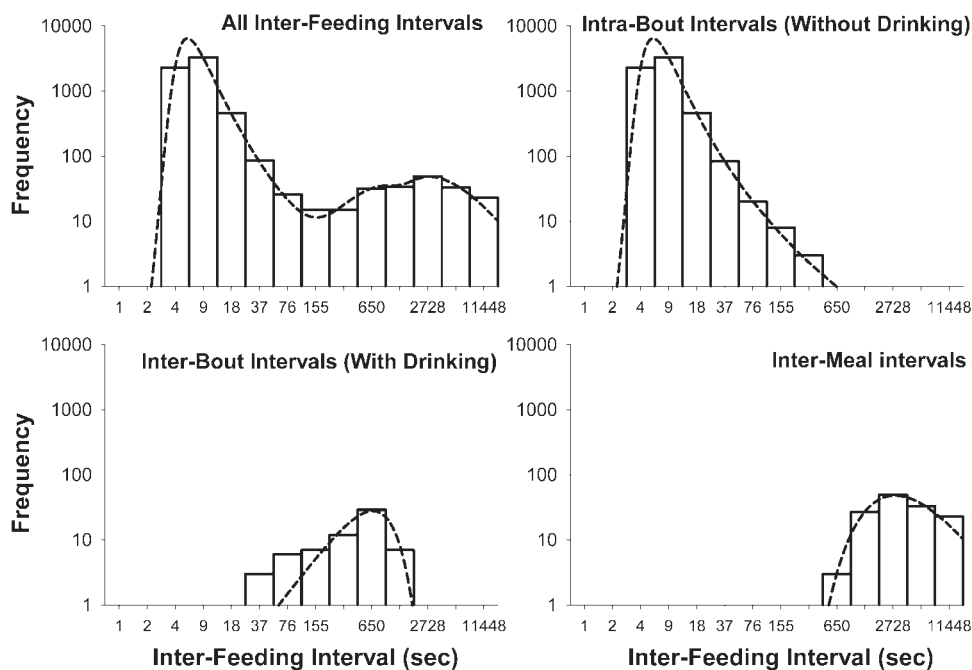 All Inter-Feeding Intervals
10000
1000
100
10
1
Frequency
1 2 4 9 18 37 76 155 650 2728 11448
Intra-Bout Intervals (Without Drinking)
10000
1000
100
10
1
1 2 4 9 18 37 76 155 650 2728 11448
Inter-Bout Intervals (With Drinking)
10000
1000
100
10
1
Frequency
1 2 4 9 18 37 76 155 650 2728 11448
Inter-Feeding Interval (sec)
Inter-Meal intervals
10000
1000
100
10
1
1 2 4 9 18 37 76 155 650 2728 11448
Inter-Feeding Interval (sec)